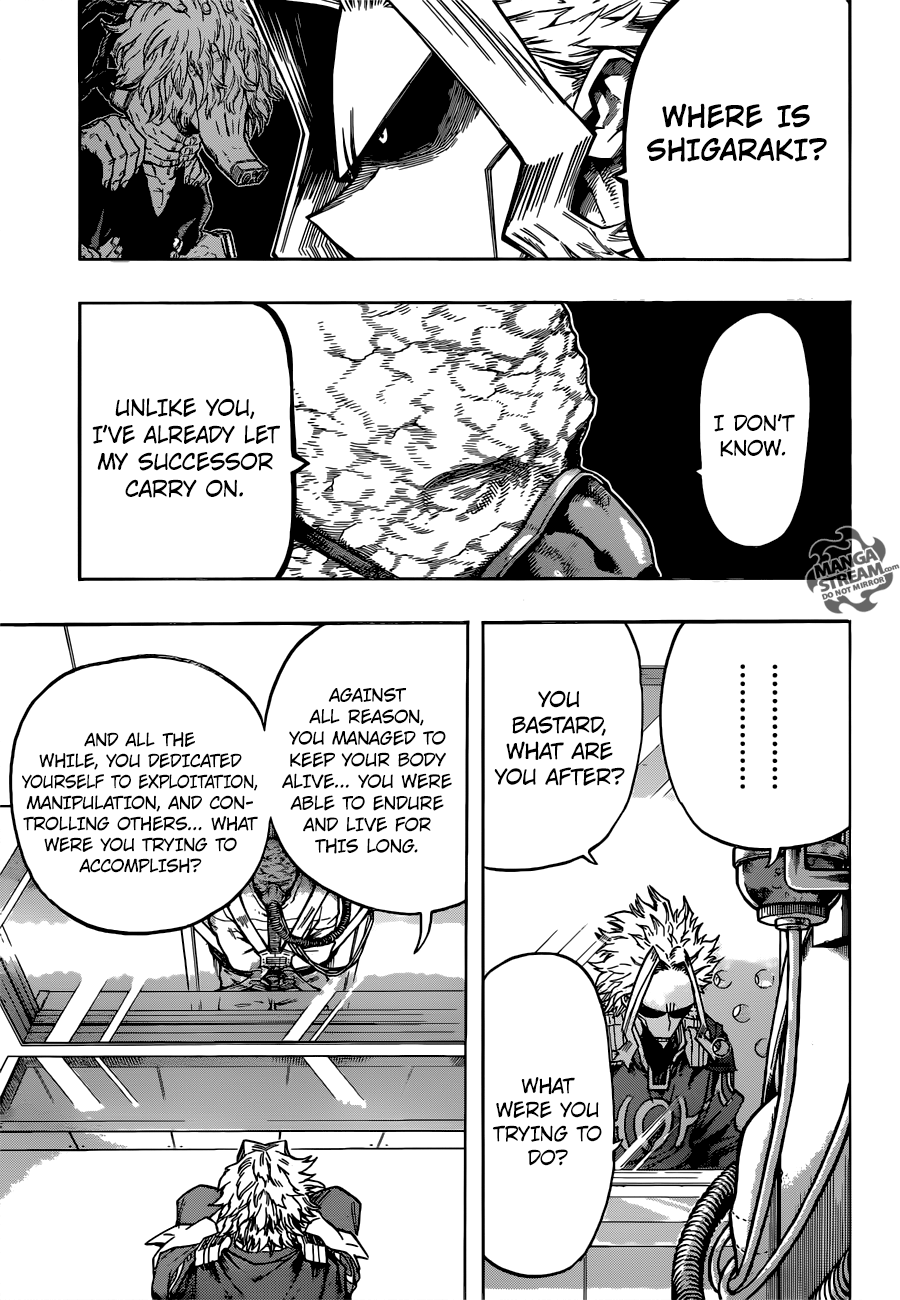 WHERE IS
SHIGARAKI?
I DON'T
KNOW.
UNLIKE YOU,
I'VE ALREADY LET
MY SUCCESSOR
CARRY ON.
MANGA
STREAM.com
DO NOT MIRROR
YOU
BASTARD,
WHAT ARE
YOU AFTER?
WHAT
WERE YOU
TRYING TO
DO?
AGAINST
ALL REASON,
YOU MANAGED TO
KEEP YOUR BODY
ALIVE... YOU WERE
ABLE TO ENDURE
AND LIVE FOR
THIS LONG.
AND ALL THE
WHILE, YOU DEDICATED
YOURSELF TO EXPLOITATION,
MANIPULATION, AND CON-
TROLLING OTHERS... WHAT
WERE YOU TRYING TO
ACCOMPLISH?